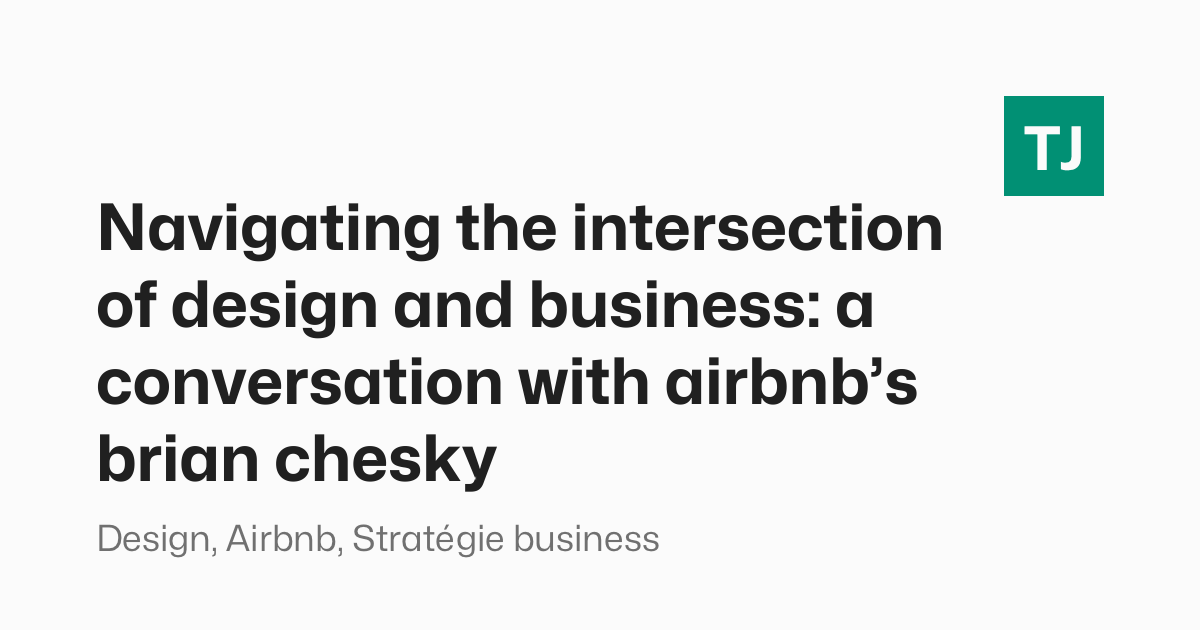 TJ
Navigating the intersection
of design and business: a
conversation with airbnb’s
brian chesky
Design, Airbnb, Stratégie business